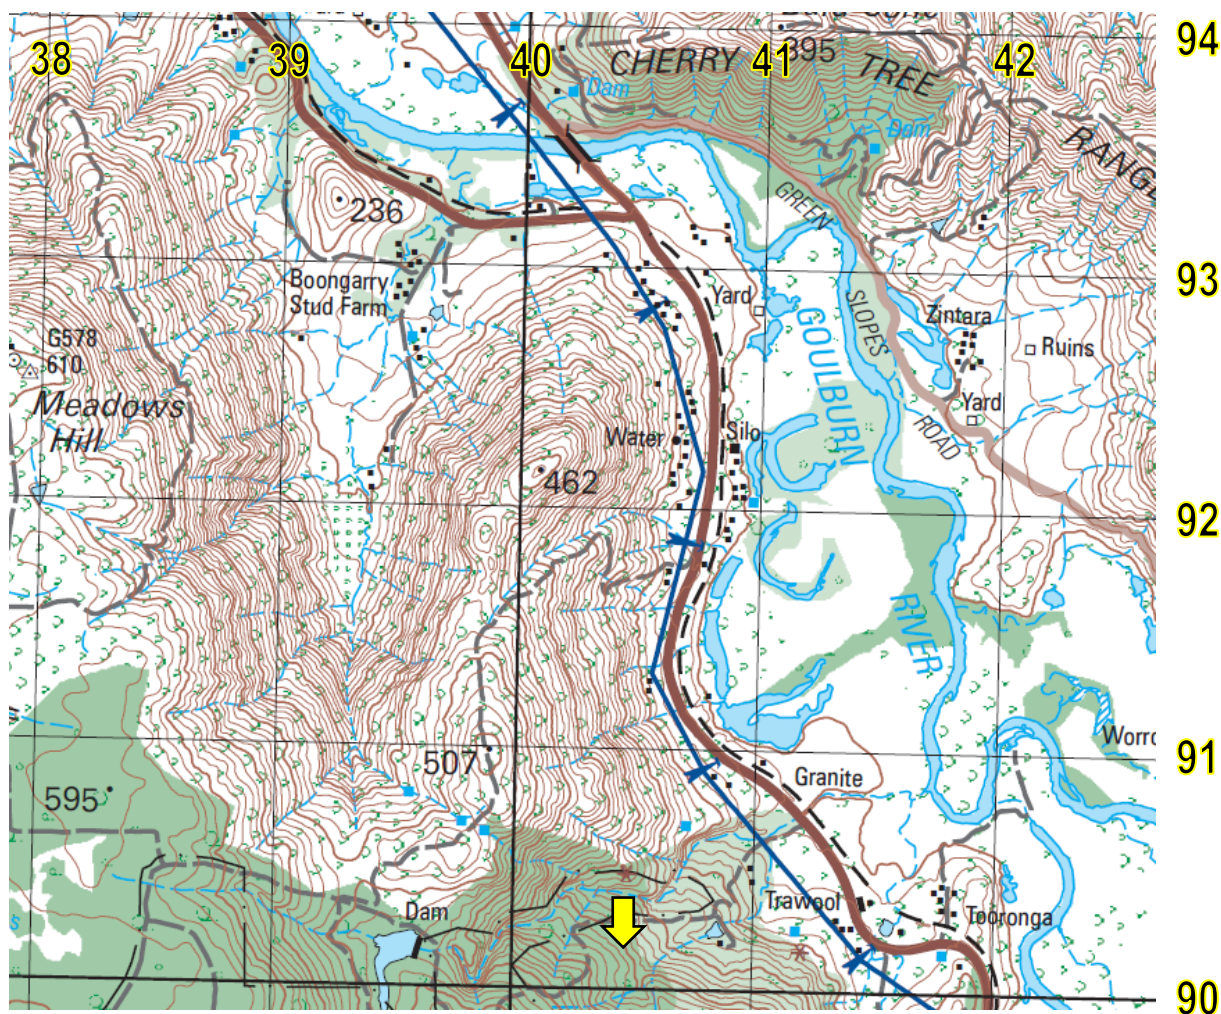 94
38
39
40
41
42
395
CHERRY TREE
RANGE
Dam
Dam
236
GREEN
93
Boongarry
Stud Farm
Yard
SLOPES
Zintara
Ruins
G578
610
GOULBURN
Meadows
Hill
Yard
Water
Silo
ROAD
462
92
RIVER
507
91
Worro
Granite
595
Dam
Trawool
Tooronga
s
90